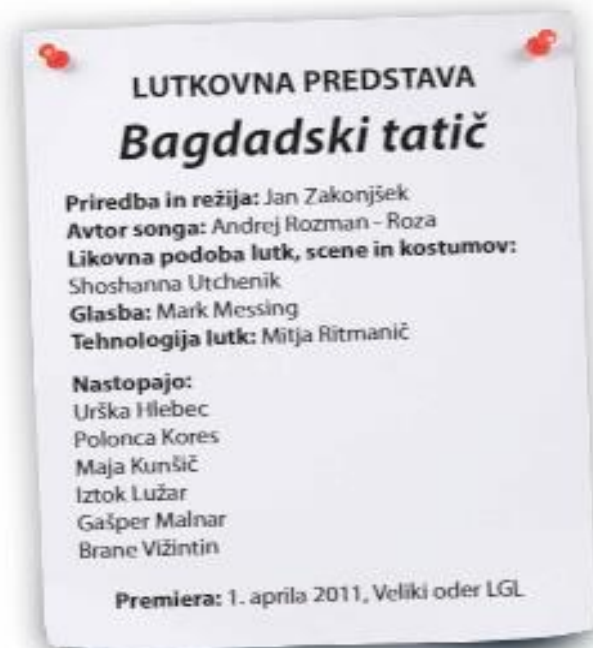 LUTKOVNA PREDSTAVA
Bagdadski tatič
Priredba in režija: Jan Zakonjšek
Avtor songa: Andrej Rozman - Roza
Likovna podoba lutk, scene in kostumov:
Shoshanna Utchenik
Glasba: Mark Messing
Tehnologija lutk: Mitja Ritmanič
Nastopajo:
Urška Hlebec
Polonca Kores
Maja Kunšič
Iztok Lužar
Gašper Malnar
Brane Vižintin
Premiera: 1. aprila 2011, Veliki oder LGL